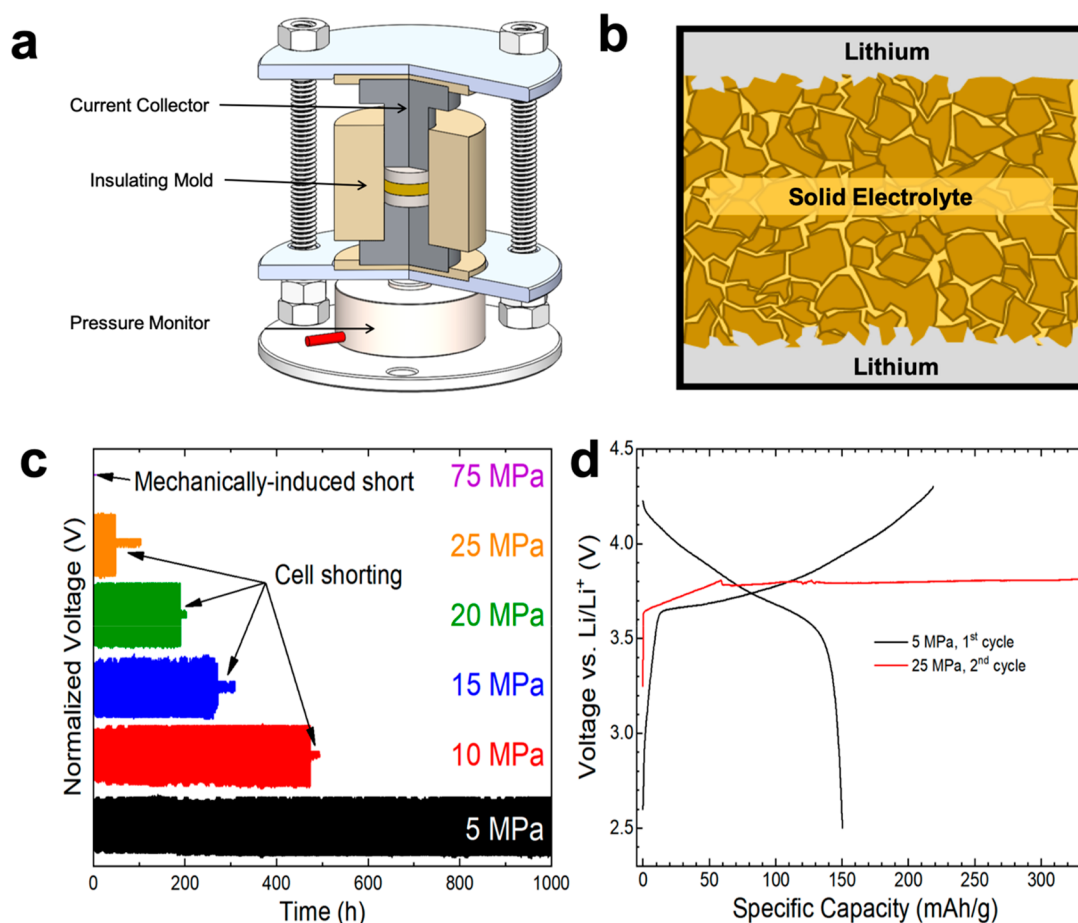 a
Current Collector
Insulating Mold
Pressure Monitor
b
Lithium
Solid Electrolyte
Lithium
c
Normalized Voltage (V)
Mechanically-induced short
75 MPa
25 MPa
Cell shorting
20 MPa
15 MPa
10 MPa
5 MPa
0 200 400 600 800 1000
Time (h)
d
Voltage vs. Li/Li⁺ (V)
4.5
4.0
3.5
3.0
2.5
5 MPa, 1ˢᵗ cycle
25 MPa, 2ⁿᵈ cycle
0 50 100 150 200 250 300
Specific Capacity (mAh/g)